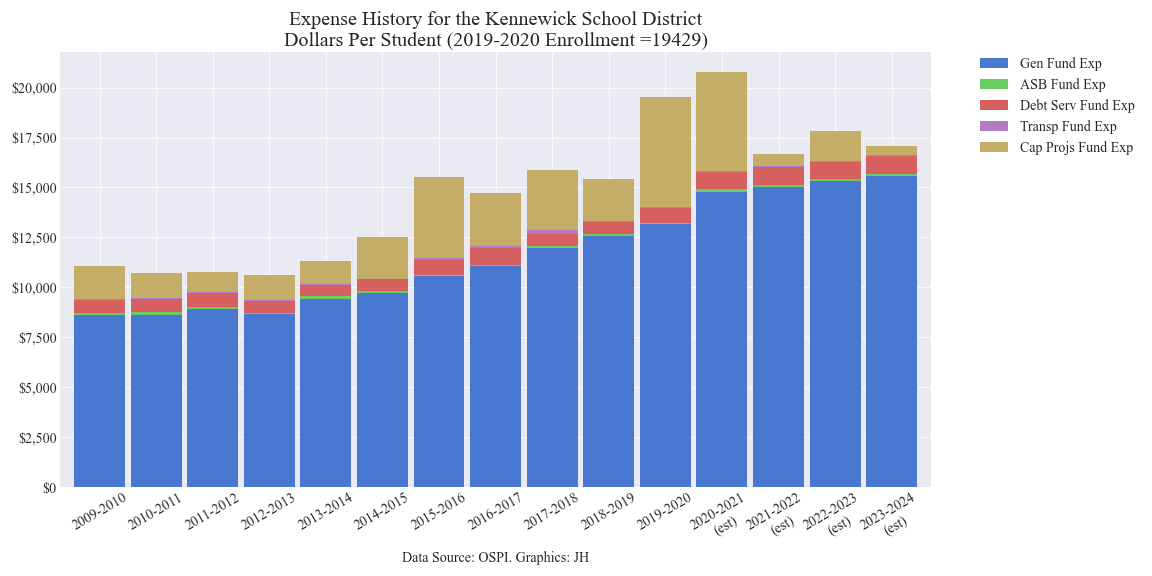 Expense History for the Kennewick School District
Dollars Per Student (2019-2020 Enrollment =19429)
Gen Fund Exp
ASB Fund Exp
Debt Serv Fund Exp
Transp Fund Exp
Cap Projs Fund Exp
$20,000
$17,500
$15,000
$12,500
$10,000
$7,500
$5,000
$2,500
$0
2009-2010
2010-2011
2011-2012
2012-2013
2013-2014
2014-2015
2015-2016
2016-2017
2017-2018
2018-2019
2019-2020
2020-2021
(est)
2021-2022
(est)
2022-2023
(est)
2023-2024
(est)
Data Source: OSPI. Graphics: JH